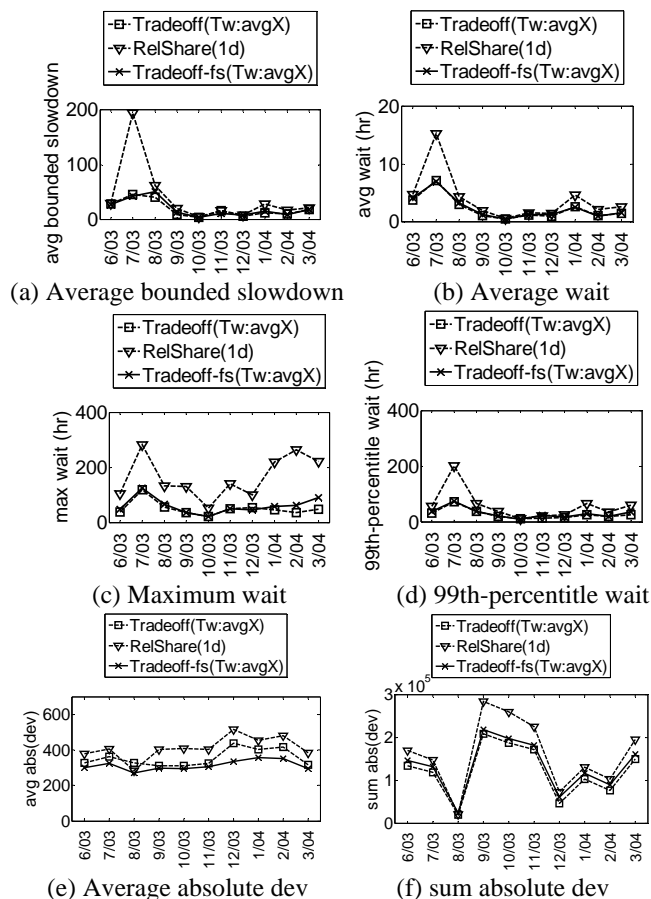 Tradeoff(Tw:avgX)
RelShare(1d)
Tradeoff-fs(Tw:avgX)
avg bounded slowdown
200
100
0
6/03 7/03 8/03 9/03 10/03 11/03 12/03 1/04 2/04 3/04
(a) Average bounded slowdown
Tradeoff(Tw:avgX)
RelShare(1d)
Tradeoff-fs(Tw:avgX)
avg wait (hr)
20
10
0
6/03 7/03 8/03 9/03 10/03 11/03 12/03 1/04 2/04 3/04
(b) Average wait
Tradeoff(Tw:avgX)
RelShare(1d)
Tradeoff-fs(Tw:avgX)
max wait (hr)
400
200
0
6/03 7/03 8/03 9/03 10/03 11/03 12/03 1/04 2/04 3/04
(c) Maximum wait
Tradeoff(Tw:avgX)
RelShare(1d)
Tradeoff-fs(Tw:avgX)
99th-percentitle wait (hr)
400
200
0
6/03 7/03 8/03 9/03 10/03 11/03 12/03 1/04 2/04 3/04
(d) 99th-percentitle wait
Tradeoff(Tw:avgX)
RelShare(1d)
Tradeoff-fs(Tw:avgX)
avg abs(dev)
600
400
200
0
6/03 7/03 8/03 9/03 10/03 11/03 12/03 1/04 2/04 3/04
(e) Average absolute dev
Tradeoff(Tw:avgX)
RelShare(1d)
Tradeoff-fs(Tw:avgX)
x 10^5
sum abs(dev)
3
2
1
0
6/03 7/03 8/03 9/03 10/03 11/03 12/03 1/04 2/04 3/04
(f) sum absolute dev